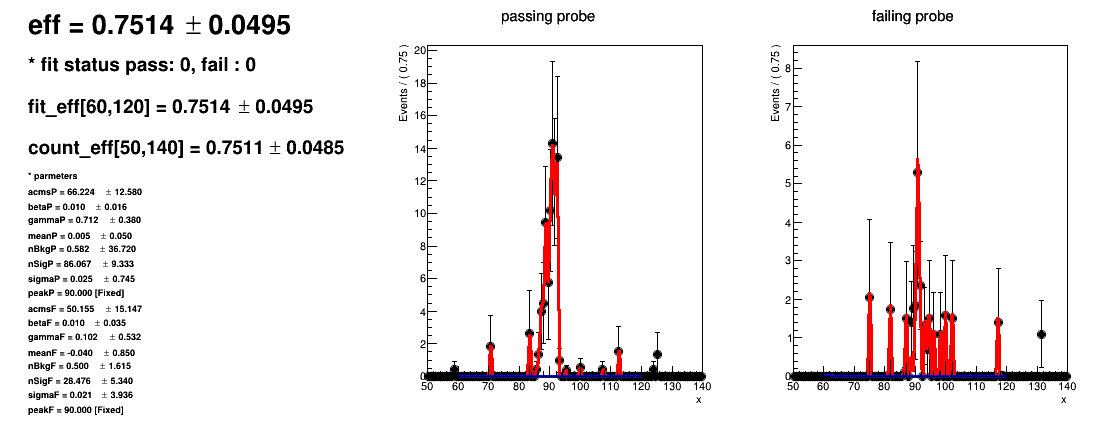 eff = 0.7514 ± 0.0495
* fit status pass: 0, fail : 0
fit_eff[60,120] = 0.7514 ± 0.0495
count_eff[50,140] = 0.7511 ± 0.0485
* parmeters
acmsP = 66.224 ± 12.580
betaP = 0.010 ± 0.016
gammaP = 0.712 ± 0.380
meanP = 0.005 ± 0.050
nBkgP = 0.582 ± 36.720
nSigP = 86.067 ± 9.333
sigmaP = 0.025 ± 0.745
peakP = 90.000 [Fixed]
acmsF = 50.155 ± 15.147
betaF = 0.010 ± 0.035
gammaF = 0.102 ± 0.532
meanF = -0.040 ± 0.850
nBkgF = 0.500 ± 1.615
nSigF = 28.476 ± 5.340
sigmaF = 0.021 ± 3.936
peakF = 90.000 [Fixed]
passing probe
Events / ( 0.75 )
20
18
16
14
12
10
8
6
4
2
0
50 60 70 80 90 100 110 120 130 140
x
failing probe
Events / ( 0.75 )
8
7
6
5
4
3
2
1
0
50 60 70 80 90 100 110 120 130 140
x